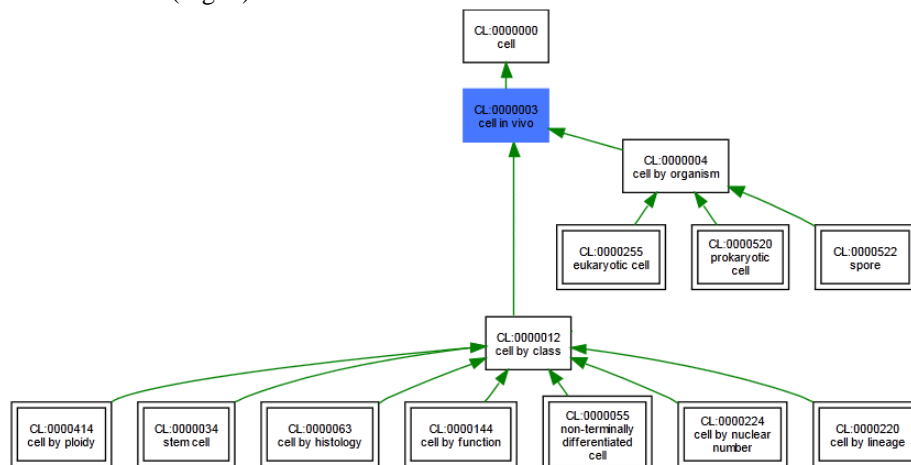 CL:0000000
cell
CL:0000003
cell in vivo
CL:0000004
cell by organism
CL:0000255
eukaryotic cell
CL:0000520
prokaryotic
cell
CL:0000522
spore
CL:0000012
cell by class
CL:0000414
cell by ploidy
CL:0000034
stem cell
CL:0000063
cell by histology
CL:0000144
cell by function
CL:0000055
non-terminally
differentiated
cell
CL:0000224
cell by nuclear
number
CL:0000220
cell by lineage